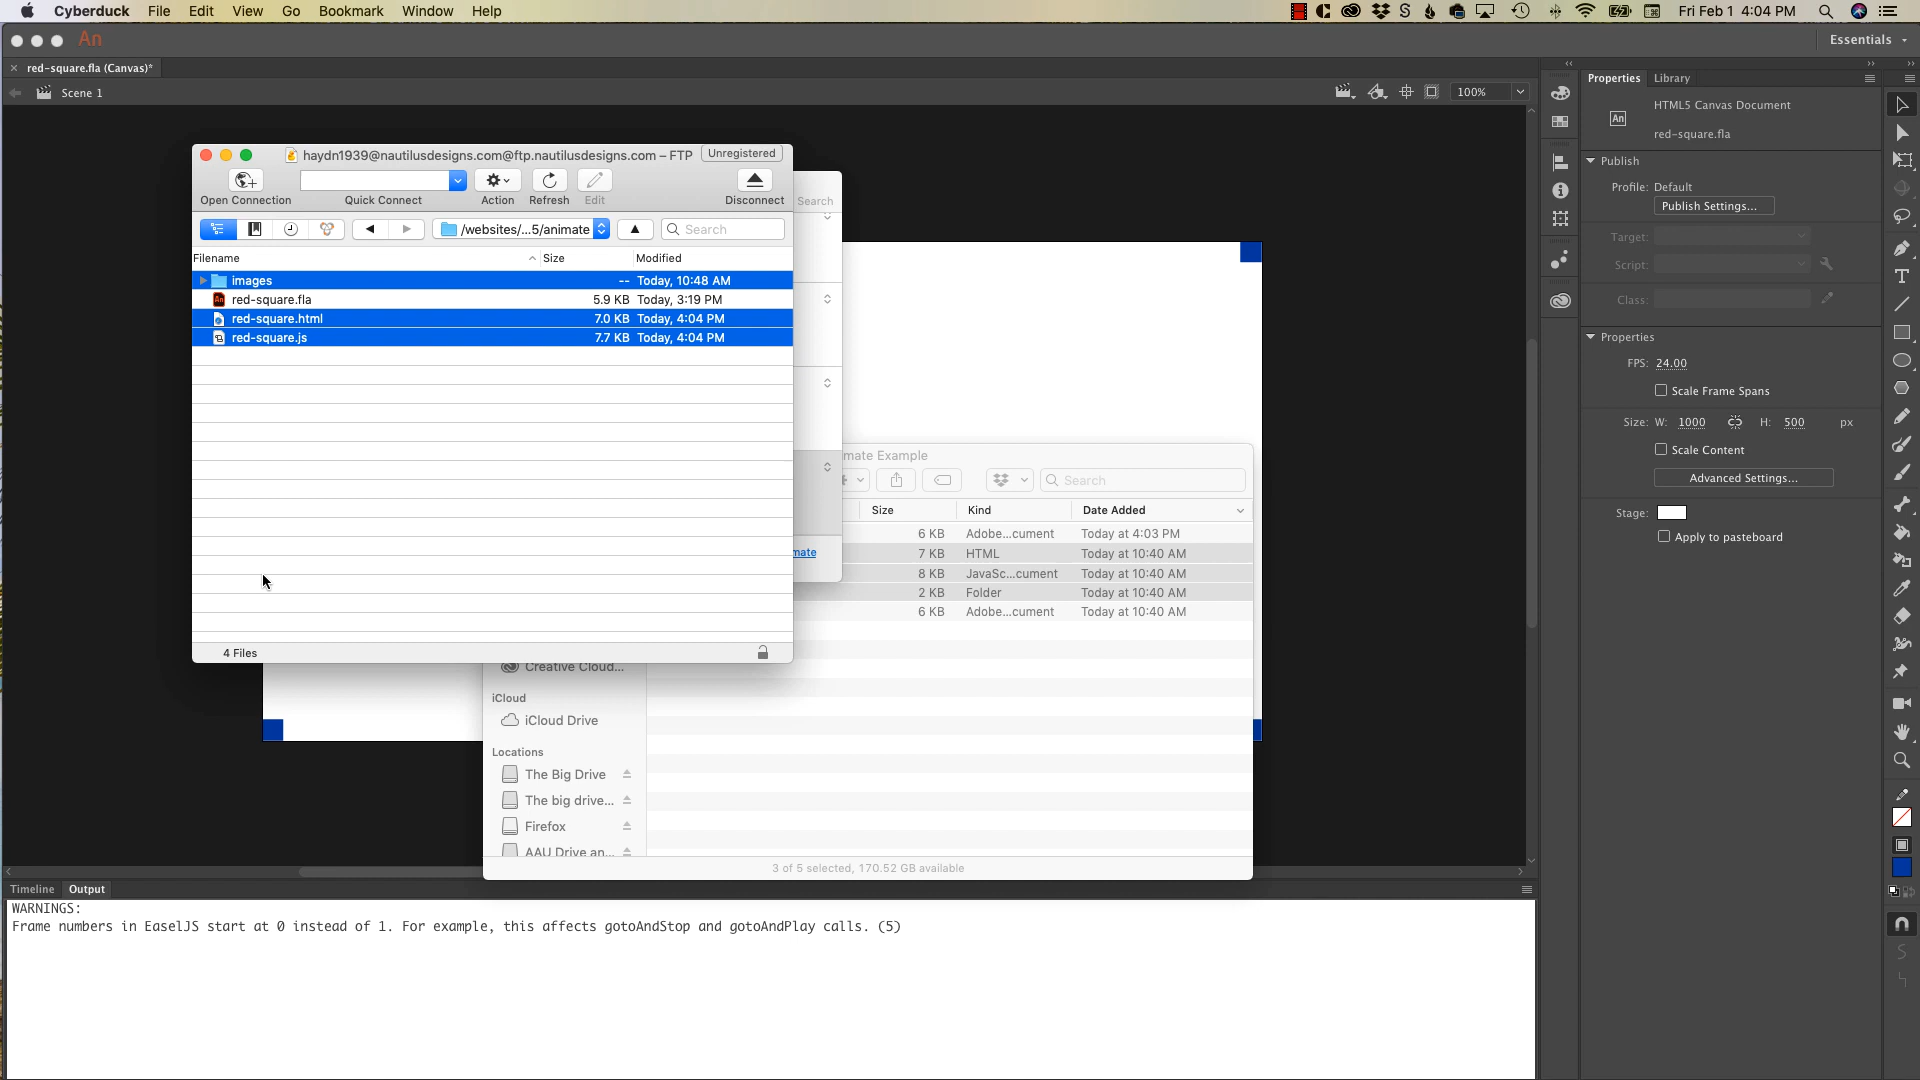 Cyberduck File Edit View Go Bookmark Window Help Fri Feb 1 4:04 PM
An Essentials
red-square.fla (Canvas)*
Scene 1 100%
haydn1939@nautilusdesigns.com@ftp.nautilusdesigns.com – FTP Unregistered
Open Connection Quick Connect Action Refresh Edit Disconnect
Search
/websites/...5/animate Search
Filename Size Modified
images -- Today, 10:48 AM
red-square.fla 5.9 KB Today, 3:19 PM
red-square.html 7.0 KB Today, 4:04 PM
red-square.js 7.7 KB Today, 4:04 PM
4 Files
mate
mate Example
Search
Size Kind Date Added
6 KB Adobe...cument Today at 4:03 PM
7 KB HTML Today at 10:40 AM
8 KB JavaSc...cument Today at 10:40 AM
2 KB Folder Today at 10:40 AM
6 KB Adobe...cument Today at 10:40 AM
Creative Cloud...
iCloud
iCloud Drive
Locations
The Big Drive
The big drive...
Firefox
AAU Drive an...
3 of 5 selected, 170.52 GB available
Properties Library
HTML5 Canvas Document
An
red-square.fla
Publish
Profile: Default
Publish Settings...
Target:
Script:
Class:
Properties
FPS: 24.00
Scale Frame Spans
Size: W: 1000 H: 500 px
Scale Content
Advanced Settings...
Stage:
Apply to pasteboard
Timeline Output
WARNINGS:
Frame numbers in EaselJS start at 0 instead of 1. For example, this affects gotoAndStop and gotoAndPlay calls. (5)